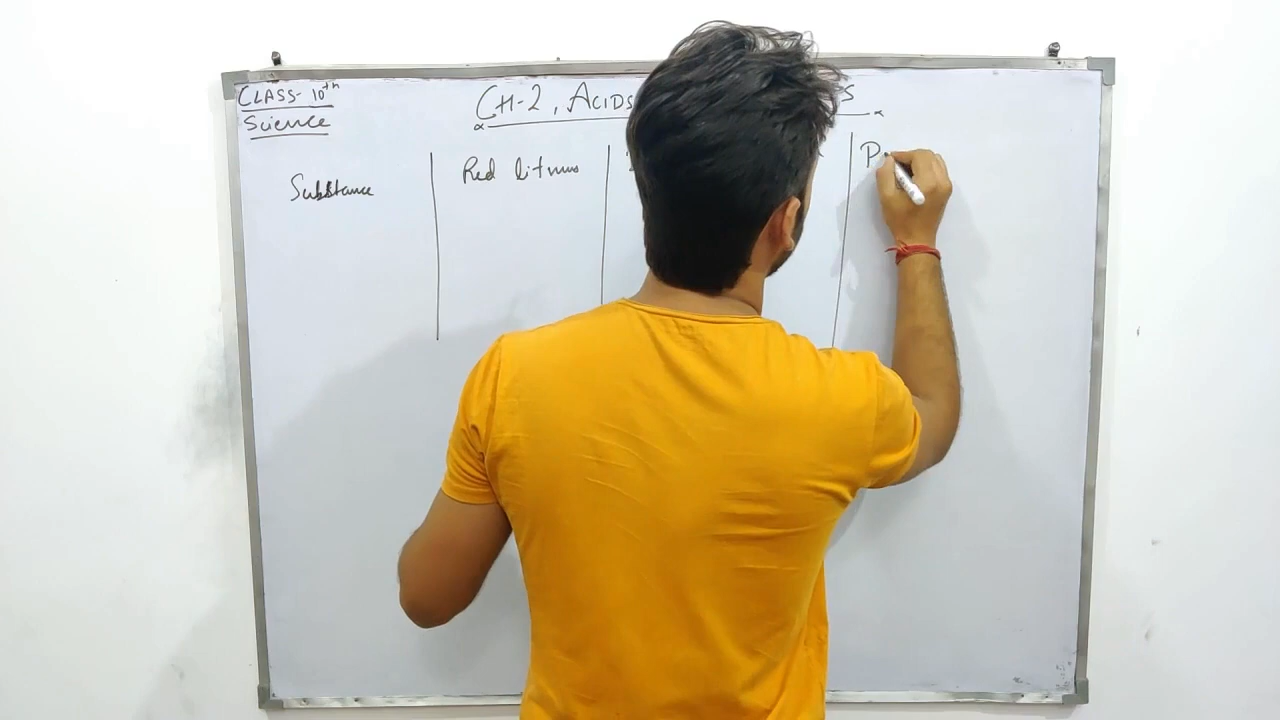 CLASS-10th
Science
CH-2, ACIDS
Substance
Red litmus
P